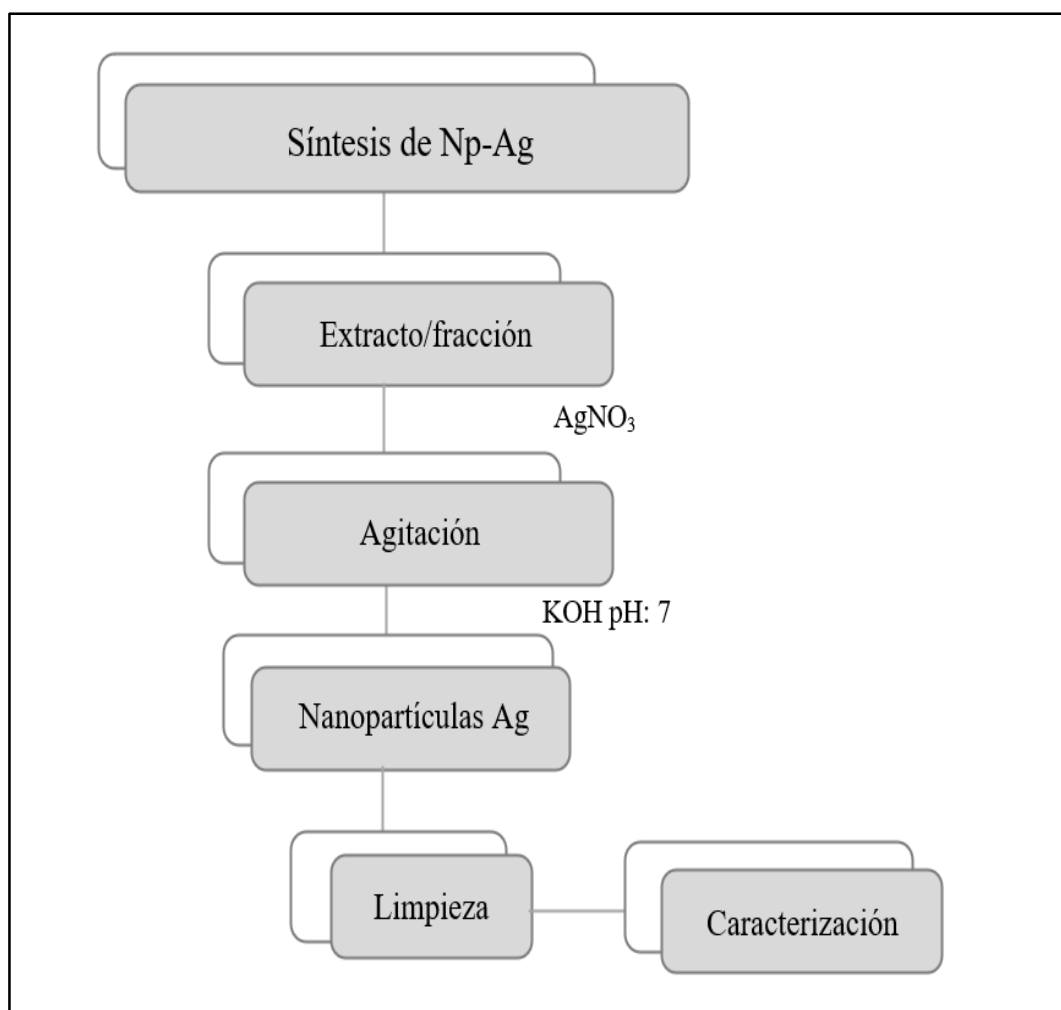 Síntesis de Np-Ag
Extracto/fracción
AgNO₃
Agitación
KOH pH: 7
Nanopartículas Ag
Limpieza
Caracterización